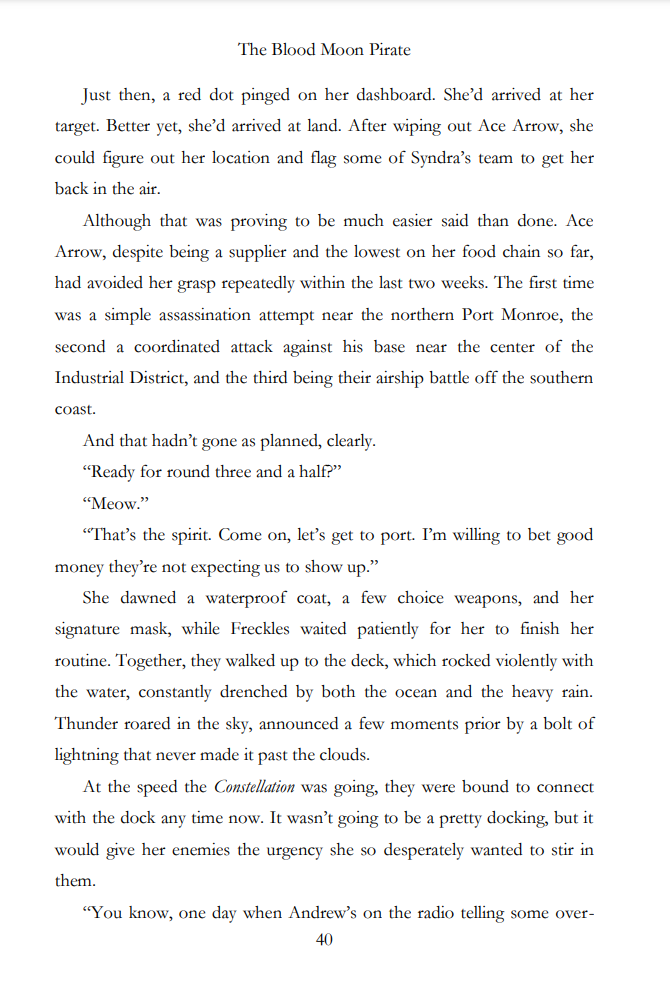 The Blood Moon Pirate
Just then, a red dot pinged on her dashboard. She’d arrived at her
target. Better yet, she’d arrived at land. After wiping out Ace Arrow, she
could figure out her location and flag some of Syndra’s team to get her
back in the air.
Although that was proving to be much easier said than done. Ace
Arrow, despite being a supplier and the lowest on her food chain so far,
had avoided her grasp repeatedly within the last two weeks. The first time
was a simple assassination attempt near the northern Port Monroe, the
second a coordinated attack against his base near the center of the
Industrial District, and the third being their airship battle off the southern
coast.
And that hadn’t gone as planned, clearly.
“Ready for round three and a half?”
“Meow.”
“That’s the spirit. Come on, let’s get to port. I’m willing to bet good
money they’re not expecting us to show up.”
She dawned a waterproof coat, a few choice weapons, and her
signature mask, while Freckles waited patiently for her to finish her
routine. Together, they walked up to the deck, which rocked violently with
the water, constantly drenched by both the ocean and the heavy rain.
Thunder roared in the sky, announced a few moments prior by a bolt of
lightning that never made it past the clouds.
At the speed the Constellation was going, they were bound to connect
with the dock any time now. It wasn’t going to be a pretty docking, but it
would give her enemies the urgency she so desperately wanted to stir in
them.
“You know, one day when Andrew’s on the radio telling some over-
40